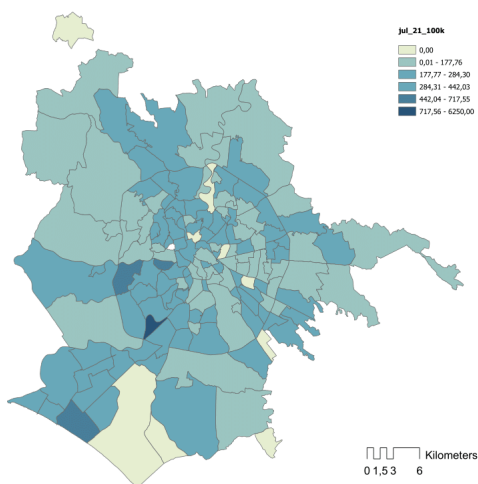 jul_21_100k
0,00
0,01 - 177,76
177,77 - 284,30
284,31 - 442,03
442,04 - 717,55
717,56 - 6250,00
Kilometers
0 1,5 3 6